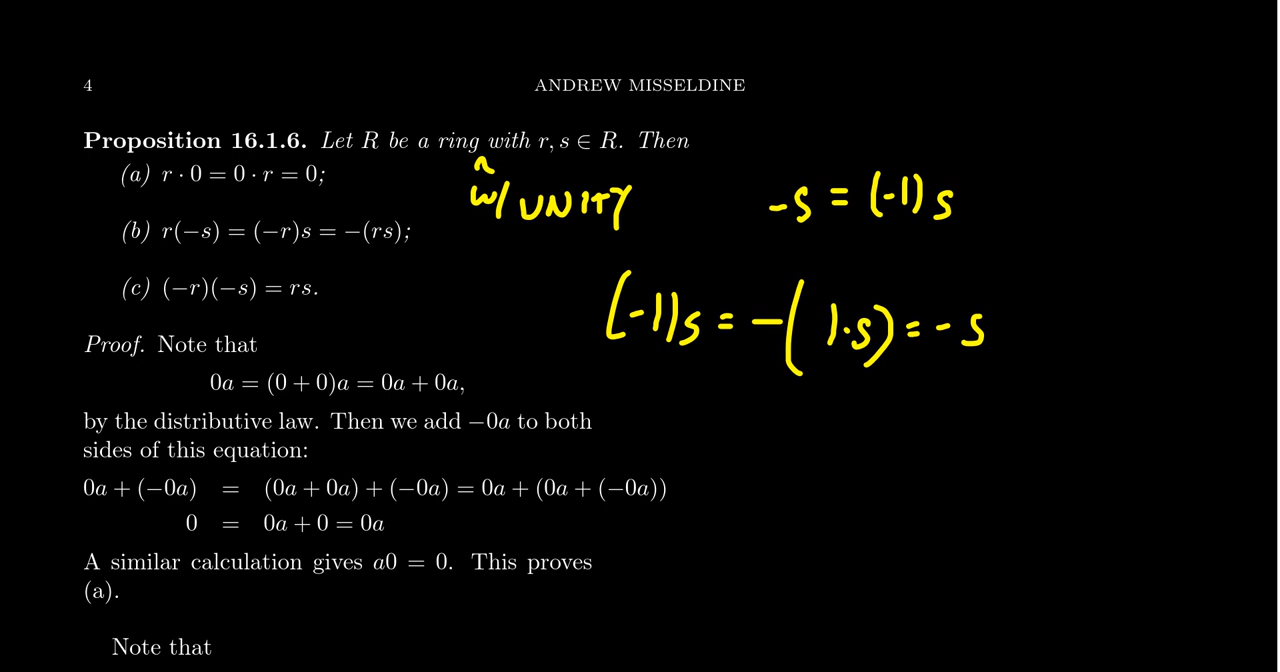 4 ANDREW MISSELDINE
Proposition 16.1.6. Let R be a ring with r, s ∈ R. Then
(a) r · 0 = 0 · r = 0;
w/ UNITY
-s = (-1) s
(b) r(−s) = (−r)s = −(rs);
(c) (−r)(−s) = rs.
(-1)s = -( 1·s) = - s
Proof. Note that
0a = (0 + 0)a = 0a + 0a,
by the distributive law. Then we add −0a to both
sides of this equation:
0a + (−0a) = (0a + 0a) + (−0a) = 0a + (0a + (−0a))
0 = 0a + 0 = 0a
A similar calculation gives a0 = 0. This proves
(a).
Note that